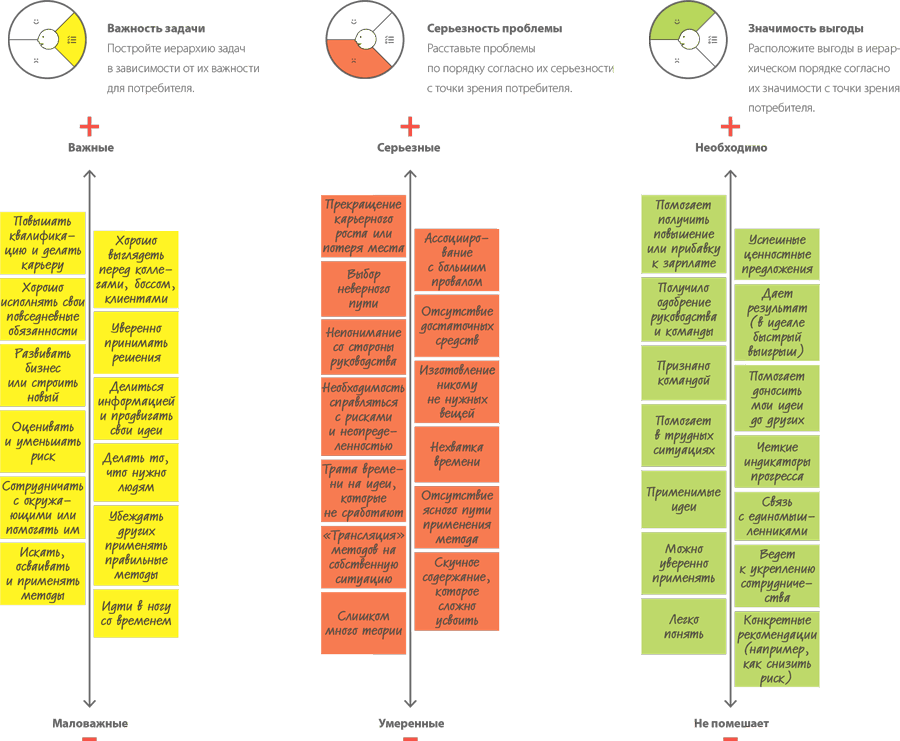 Важность задачи
Постройте иерархию задач
в зависимости от их важности
для потребителя.
Важные
Повышать
квалифика-
цию и делать
карьеру
Хорошо
выглядеть
перед колле-
гами, боссом,
клиентами
Хорошо
исполнять свои
повседневные
обязанности
Уверенно
принимать
решения
Развивать
бизнес
или строить
новый
Делиться
информацией
и продвигать
свои идеи
Оценивать
и уменьшать
риск
Делать то,
что нужно
людям
Сотрудничать
с окружа-
ющими или
помогать им
Убеждать
других
применять
правильные
методы
Искать,
осваивать
и применять
методы
Идти в ногу
со временем
Маловажные
Серьезность проблемы
Расставьте проблемы
по порядку согласно их серьезности
с точки зрения потребителя.
Серьезные
Прекращение
карьерного
роста или
потеря места
Ассоцииро-
вание
с большим
провалом
Выбор
неверного
пути
Отсутствие
достаточных
средств
Непонимание
со стороны
руководства
Изготовление
никому
не нужных
вещей
Необходимость
справляться
с рисками
и неопреде-
ленностью
Нехватка
времени
Трата време-
ни на идеи,
которые
не сработают
Отсутствие
ясного пути
применения
метода
«Трансляция»
методов на
собственную
ситуацию
Скучное
содержание,
которое
сложно
усвоить
Слишком
много теории
Умеренные
Значимость выгоды
Расположите выгоды в иерар-
хическом порядке согласно
их значимости с точки зрения
потребителя.
Необходимо
Помогает
получить
повышение
или прибавку
к зарплате
Успешные
ценностные
предложения
Получило
одобрение
руководства
и команды
Дает
результат
(в идеале
быстрый
выигрыш)
Признано
командой
Помогает
доносить
мои идеи
до других
Помогает
в трудных
ситуациях
Четкие
индикаторы
прогресса
Применимые
идеи
Связь
с единомыш-
ленниками
Можно
уверенно
применять
Ведет
к укреплению
сотрудниче-
ства
Легко
понять
Конкретные
рекомендации
(например,
как снизить
риск)
Не помешает